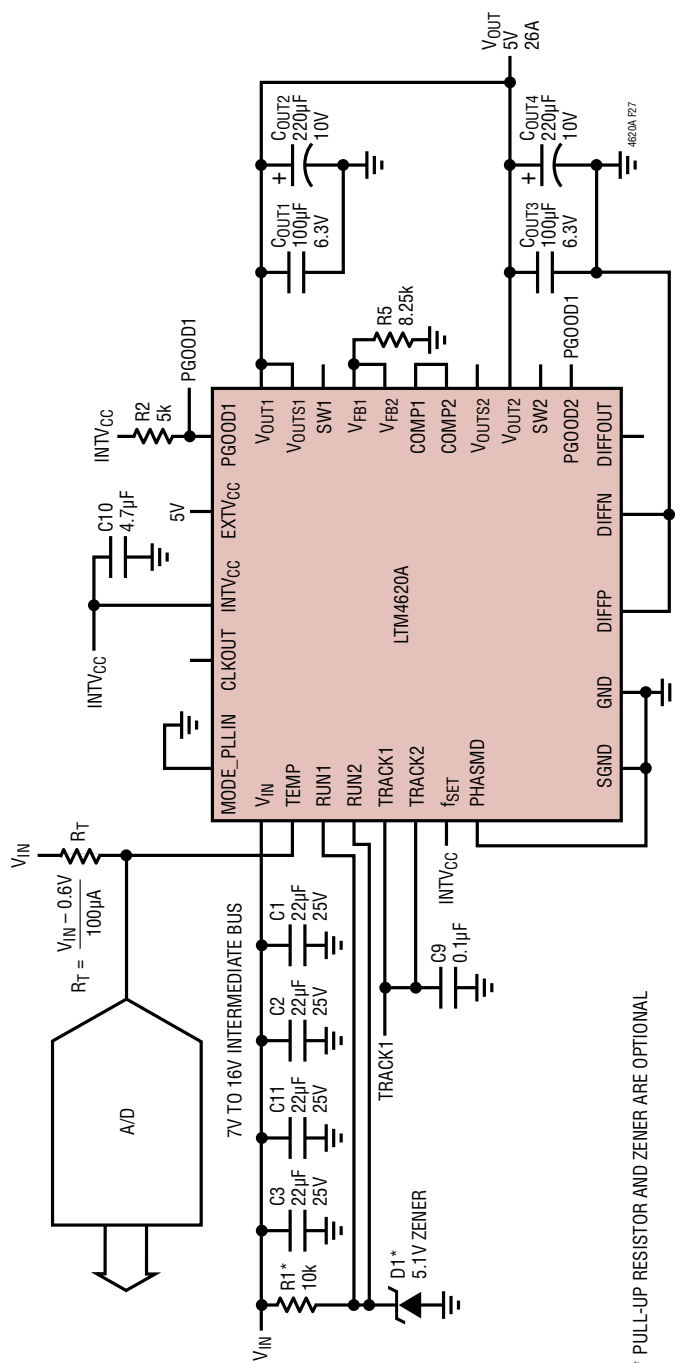 INTVCC
C10
4.7µF
INTVCC
R2
5k
PGOOD1
5V
VIN
RT
RT = VIN – 0.6V
100µA
A/D
7V TO 16V INTERMEDIATE BUS
VIN
R1*
10k
C3
22µF
25V
C11
22µF
25V
C2
22µF
25V
C1
22µF
25V
D1*
5.1V ZENER
TRACK1
C9
0.1µF
INTVCC
MODE_PLLIN
CLKOUT
INTVCC
EXTVCC
PGOOD1
VIN
TEMP
RUN1
RUN2
TRACK1
TRACK2
fSET
PHASMD
LTM4620A
VOUT1
VOUTS1
SW1
VFB1
VFB2
COMP1
COMP2
VOUTS2
VOUT2
SW2
PGOOD2
SGND
GND
DIFFP
DIFFN
DIFFOUT
R5
8.25k
PGOOD1
COUT1
100µF
6.3V
COUT2
220µF
10V
+
COUT3
100µF
6.3V
COUT4
220µF
10V
+
VOUT
5V
26A
4620A F27
* PULL-UP RESISTOR AND ZENER ARE OPTIONAL